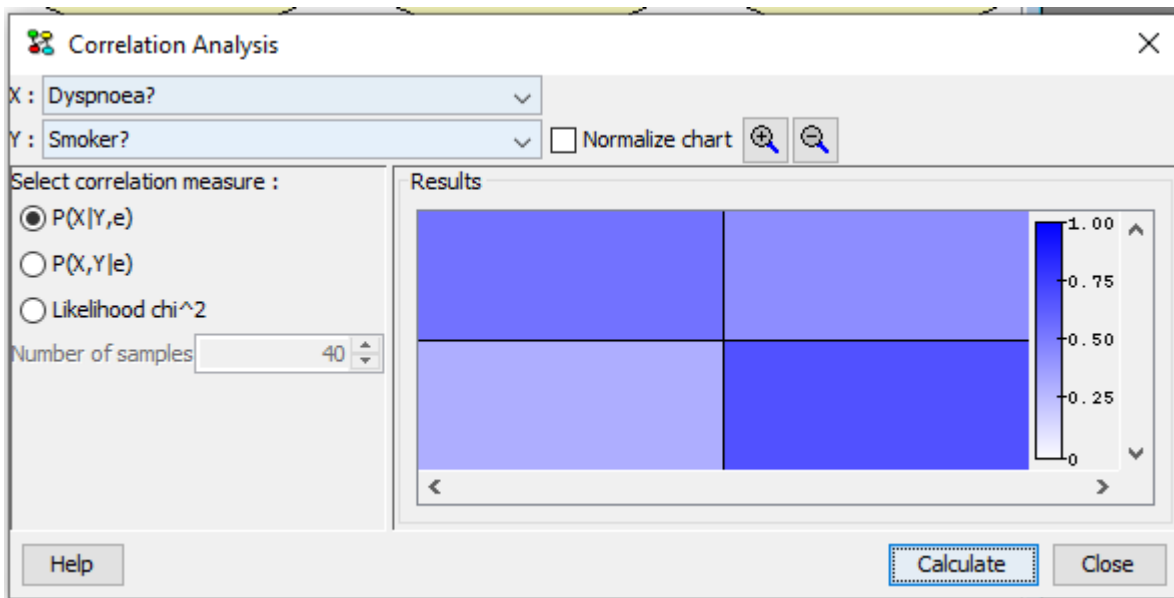 Correlation Analysis
X : Dyspnoea?
Y : Smoker? Normalize chart
Select correlation measure :
P(X|Y,e)
P(X,Y|e)
Likelihood chi^2
Number of samples 40
Results
1.00
0.75
0.50
0.25
0
Help Calculate Close